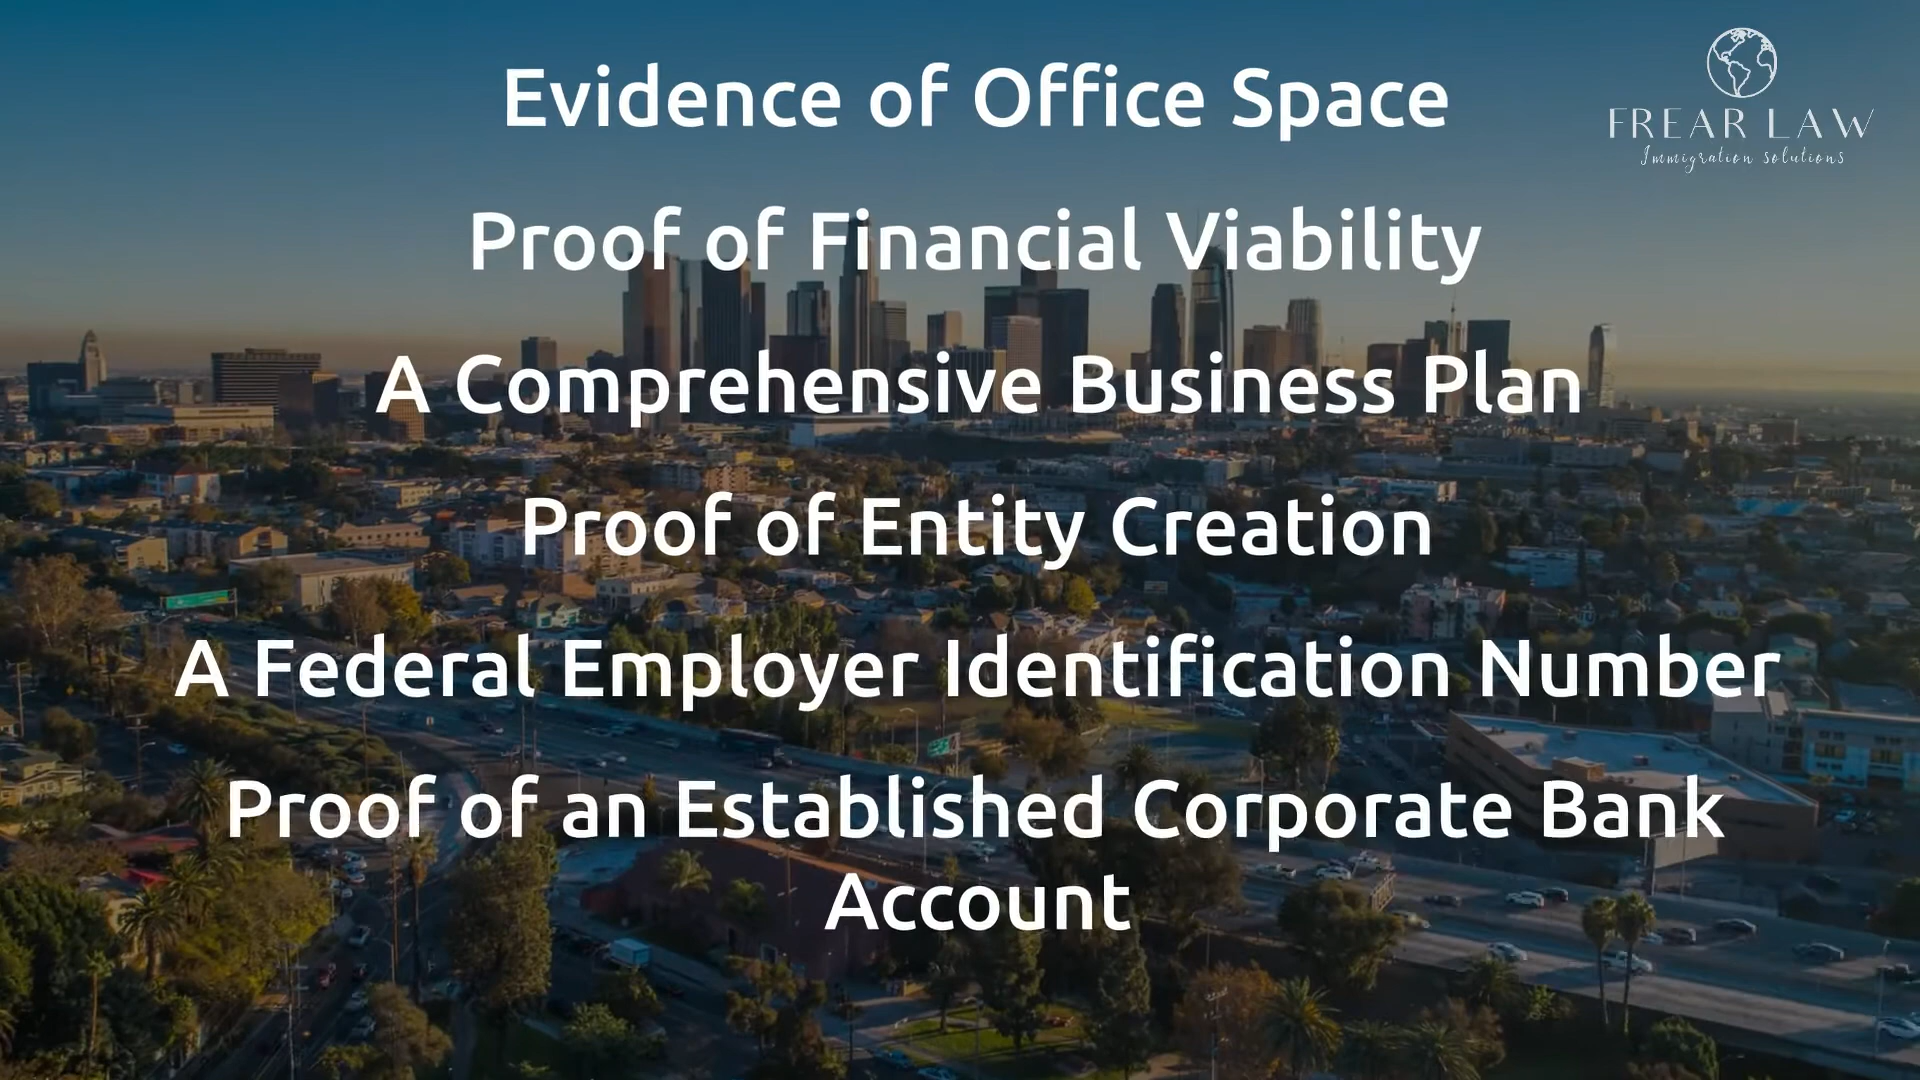 FREAR LAW
Immigration solutions
Evidence of Office Space
Proof of Financial Viability
A Comprehensive Business Plan
Proof of Entity Creation
A Federal Employer Identification Number
Proof of an Established Corporate Bank
Account